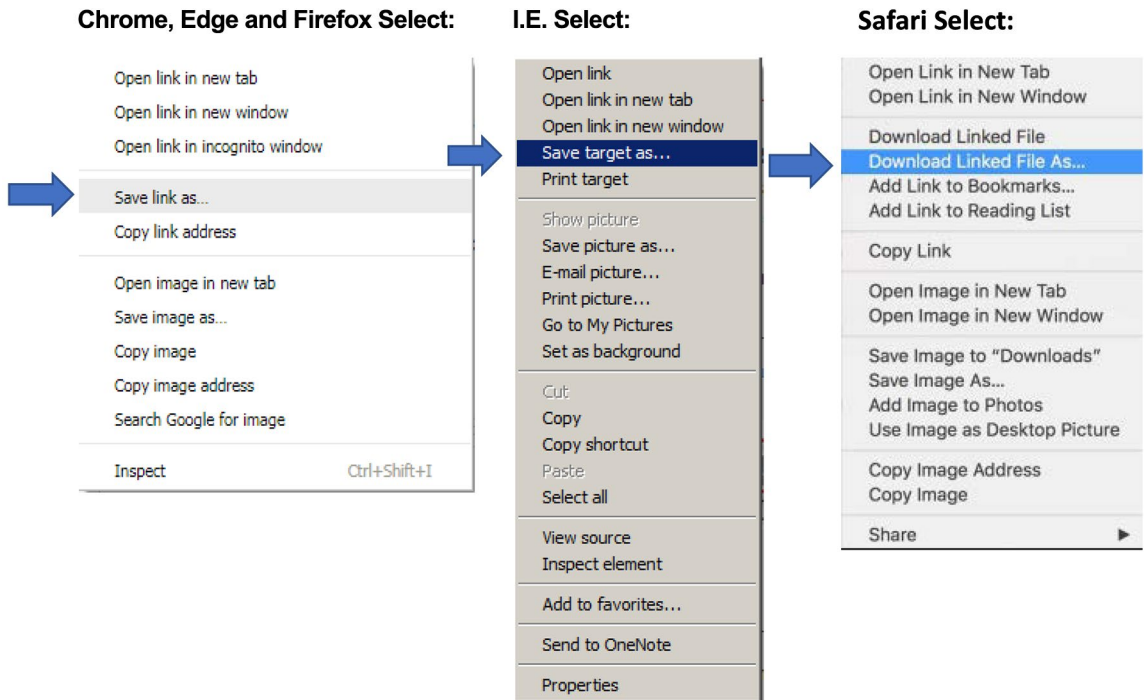 Chrome, Edge and Firefox Select:
Open link in new tab
Open link in new window
Open link in incognito window
Save link as...
Copy link address
Open image in new tab
Save image as...
Copy image
Copy image address
Search Google for image
Inspect Ctrl+Shift+I
I.E. Select:
Open link
Open link in new tab
Open link in new window
Save target as...
Print target
Show picture
Save picture as...
E-mail picture...
Print picture...
Go to My Pictures
Set as background
Cut
Copy
Copy shortcut
Paste
Select all
View source
Inspect element
Add to favorites...
Send to OneNote
Properties
Safari Select:
Open Link in New Tab
Open Link in New Window
Download Linked File
Download Linked File As...
Add Link to Bookmarks...
Add Link to Reading List
Copy Link
Open Image in New Tab
Open Image in New Window
Save Image to “Downloads”
Save Image As...
Add Image to Photos
Use Image as Desktop Picture
Copy Image Address
Copy Image
Share